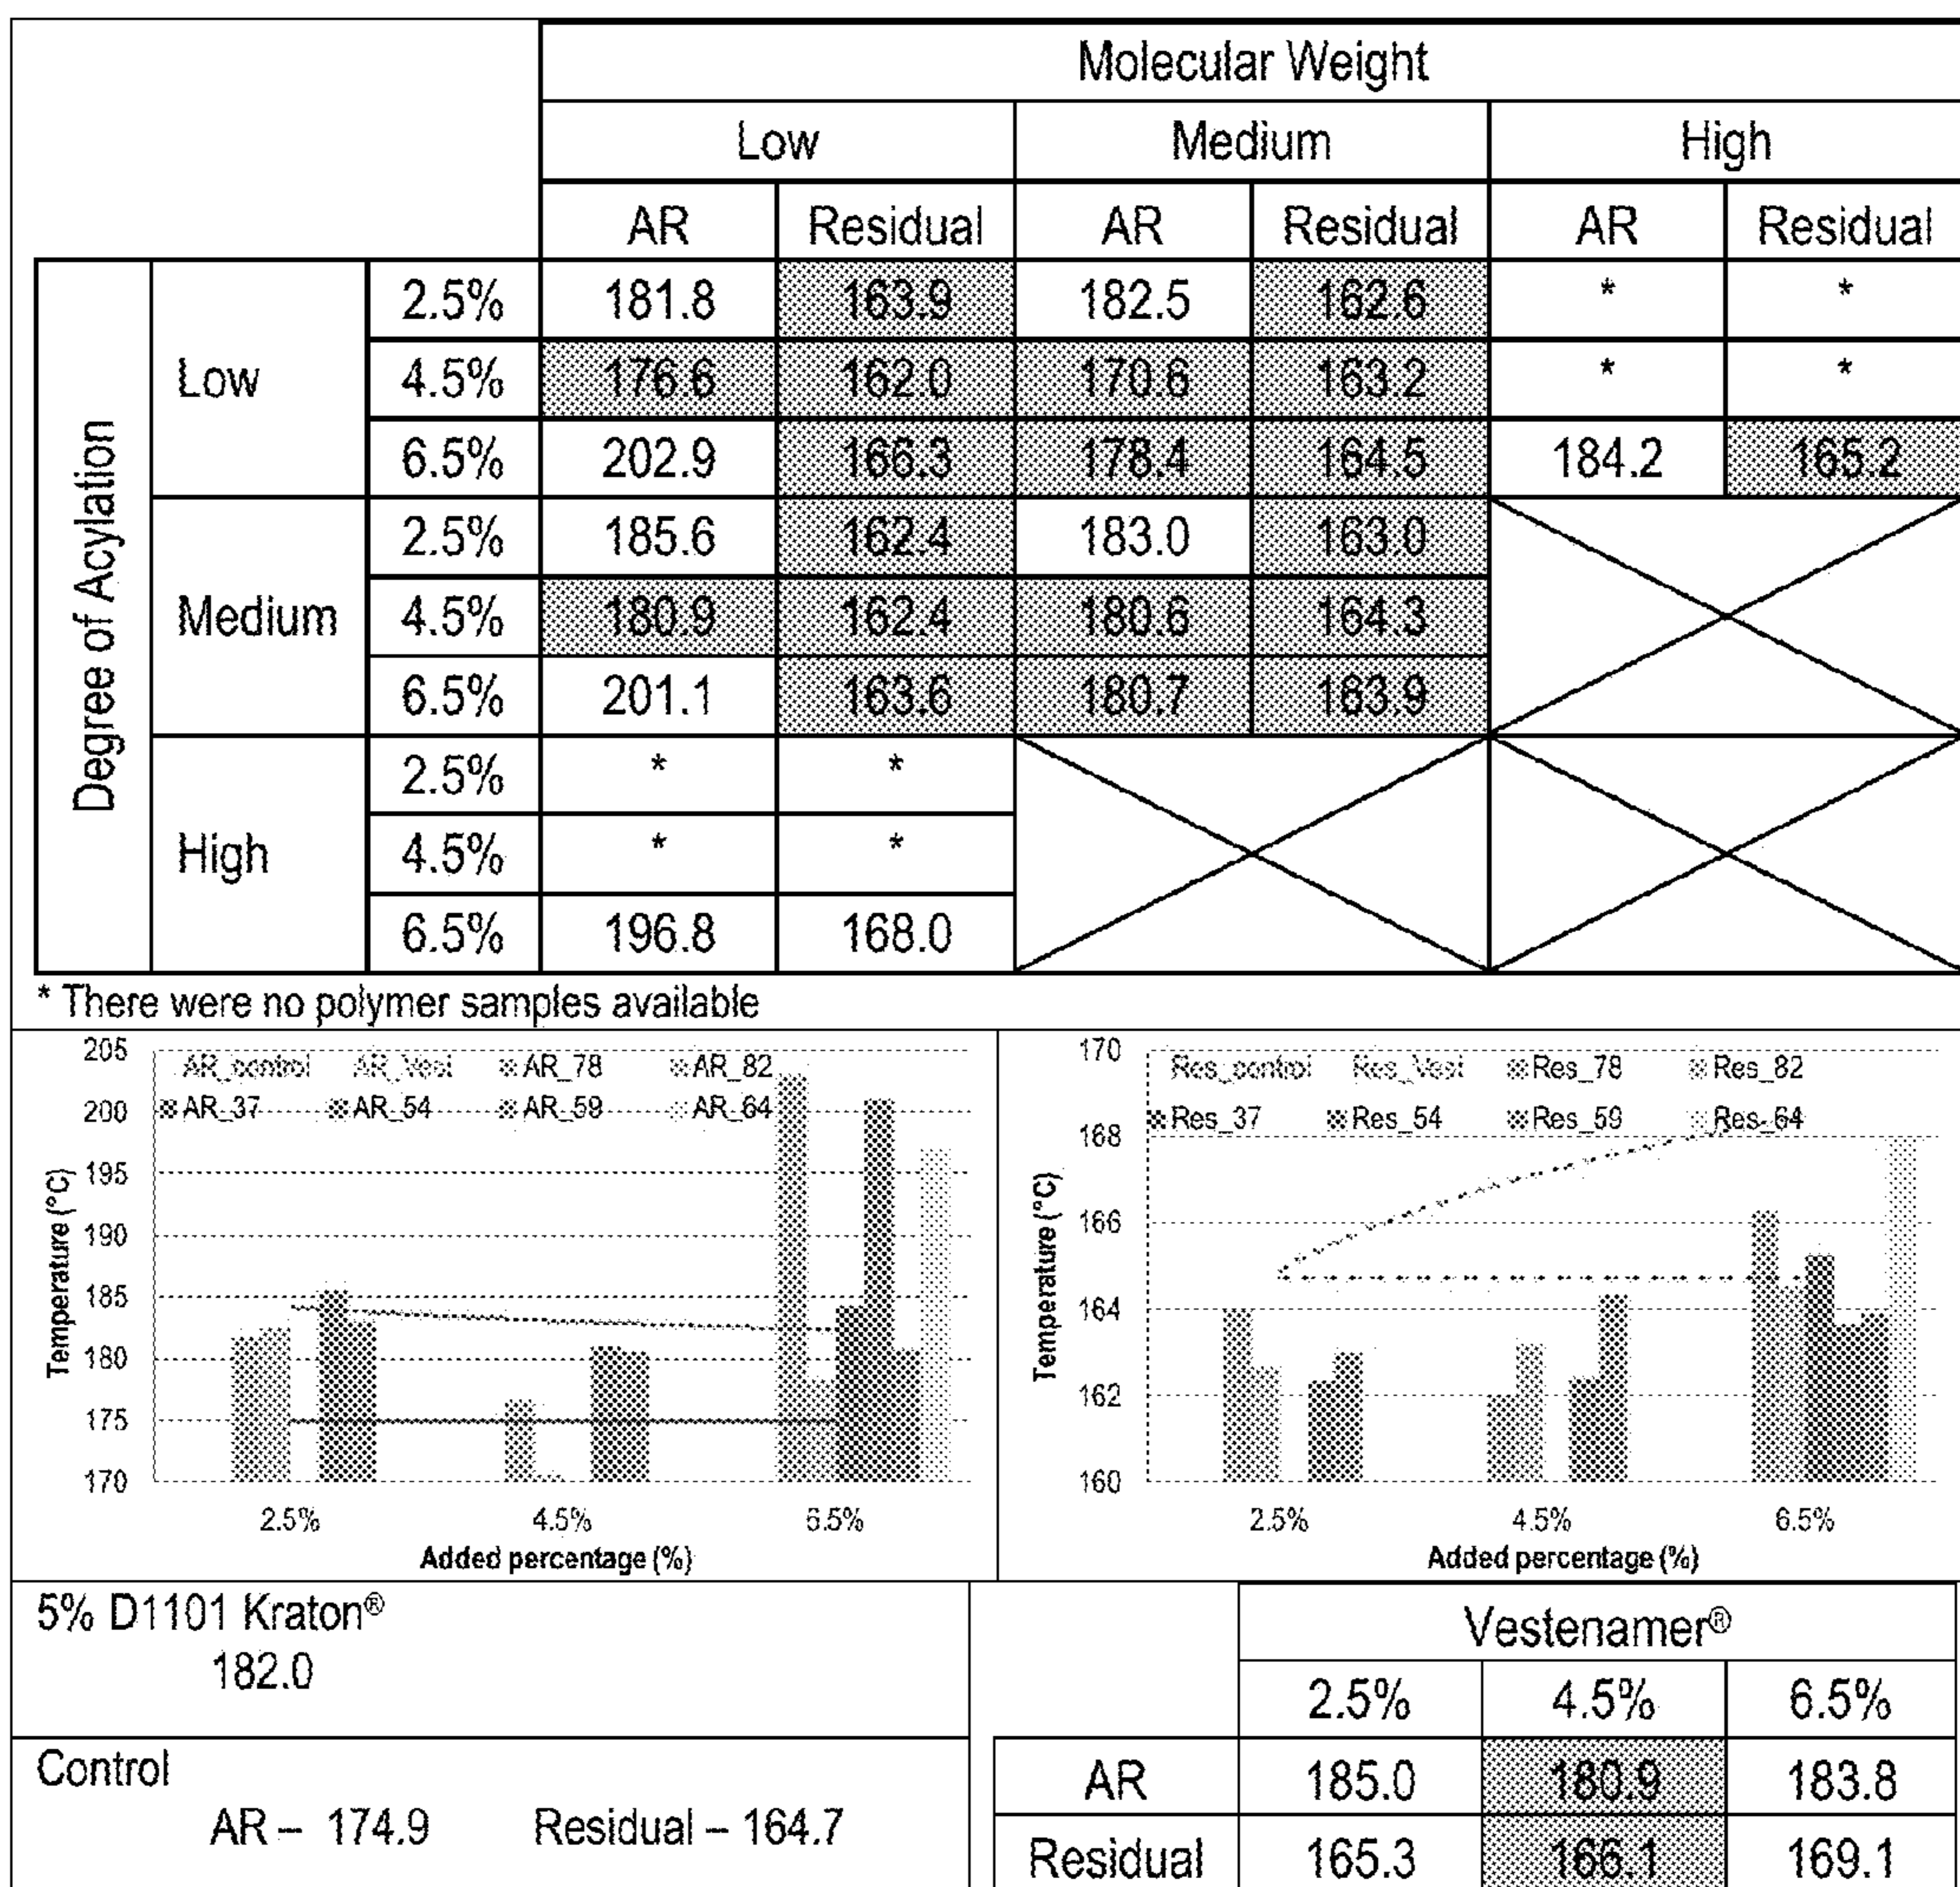 Molecular Weight
Low Medium High
AR Residual AR Residual AR Residual
Degree of Acylation
Low
2.5% 181.8 163.9 182.5 162.6 * *
4.5% 176.6 162.0 170.6 163.2 * *
6.5% 202.9 166.3 178.4 164.5 184.2 165.2
Medium
2.5% 185.6 162.4 183.0 163.0
4.5% 180.9 162.4 180.6 164.3
6.5% 201.1 163.6 180.7 163.9
High
2.5% * *
4.5% * *
6.5% 196.8 168.0
* There were no polymer samples available
AR_control AR_Vest AR_78 AR_82
AR_37 AR_54 AR_59 AR_64
Temperature (°C)
205
200
195
190
185
180
175
170
2.5% 4.5% 6.5%
Added percentage (%)
Res_control Res_Vest Res_78 Res_82
Res_37 Res_54 Res_59 Res_64
Temperature (°C)
170
168
166
164
162
160
2.5% 4.5% 6.5%
Added percentage (%)
5% D1101 Kraton®
182.0
Control
AR – 174.9 Residual – 164.7
Vestenamer®
2.5% 4.5% 6.5%
AR 185.0 180.9 183.8
Residual 165.3 166.1 169.1